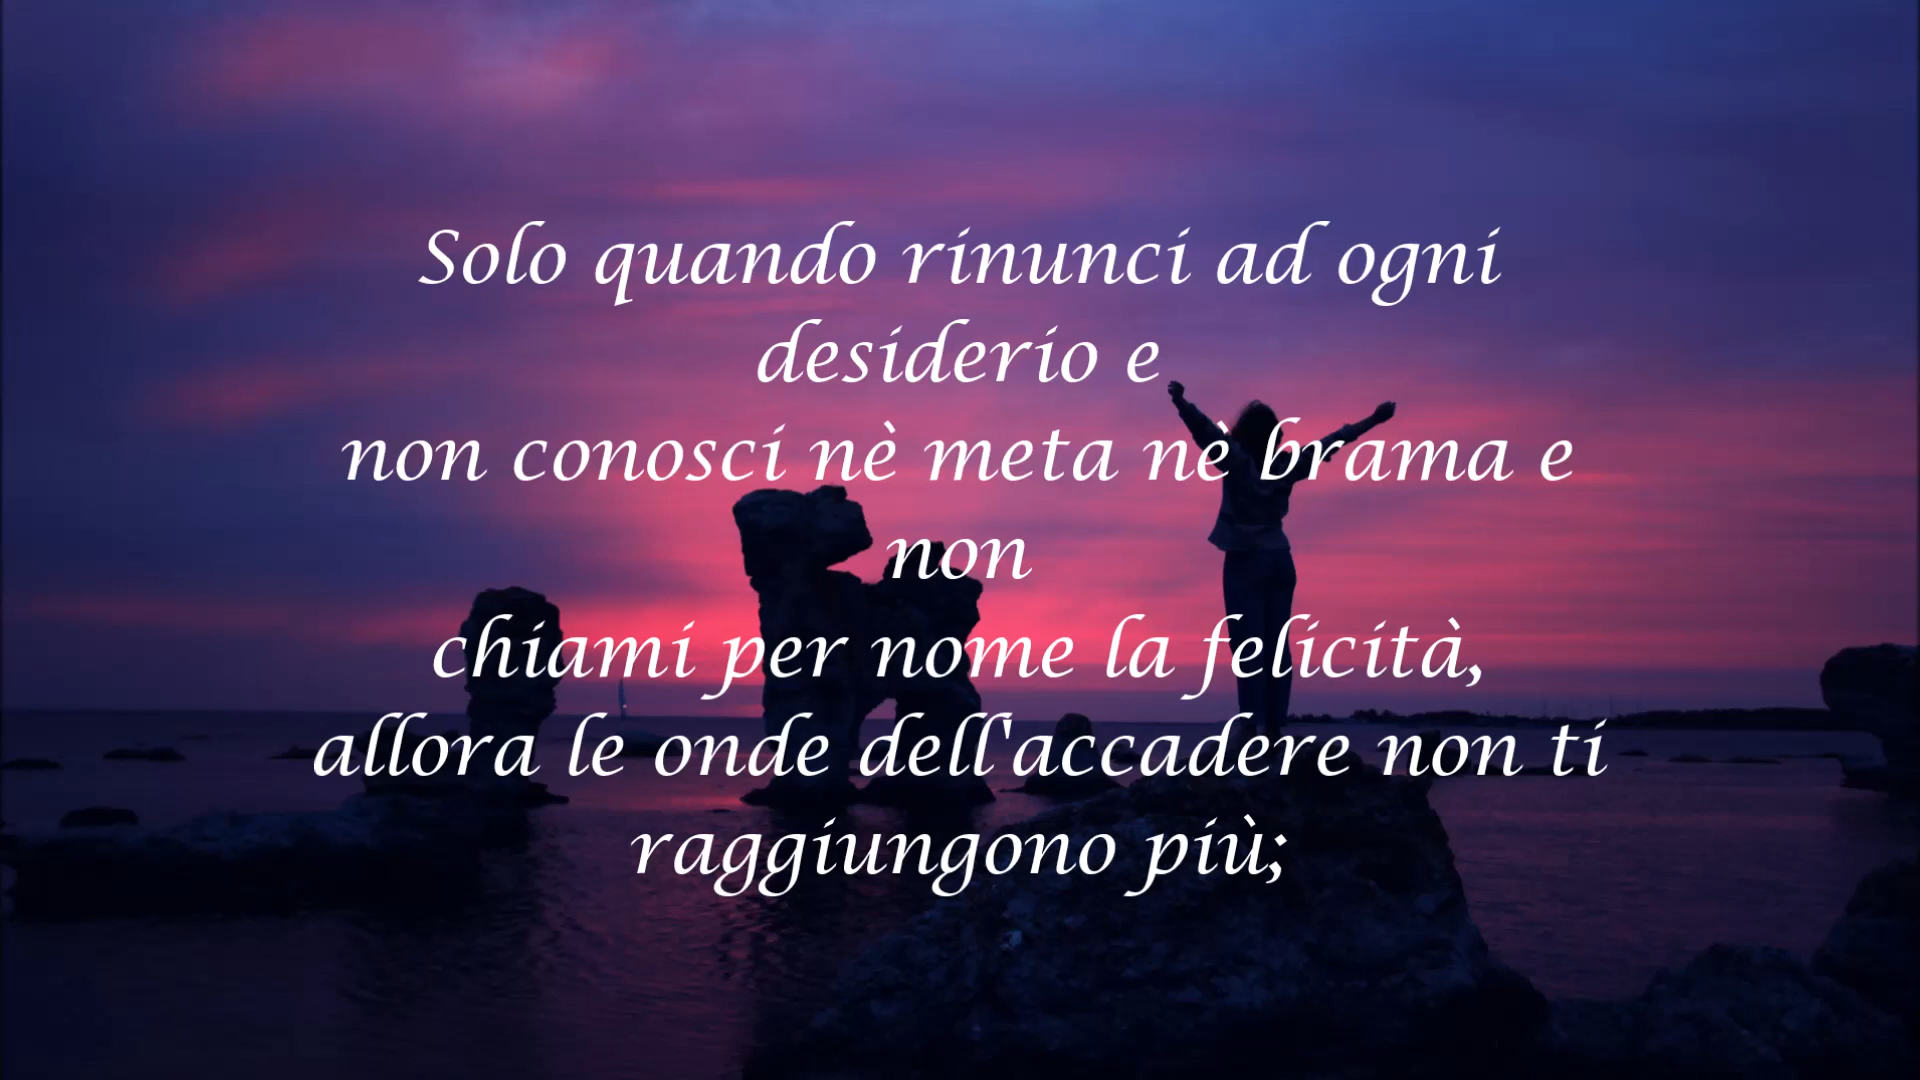 Solo quando rinunci ad ogni
desiderio e
non conosci nè meta nè brama e
non
chiami per nome la felicità,
allora le onde dell'accadere non ti
raggiungono più;